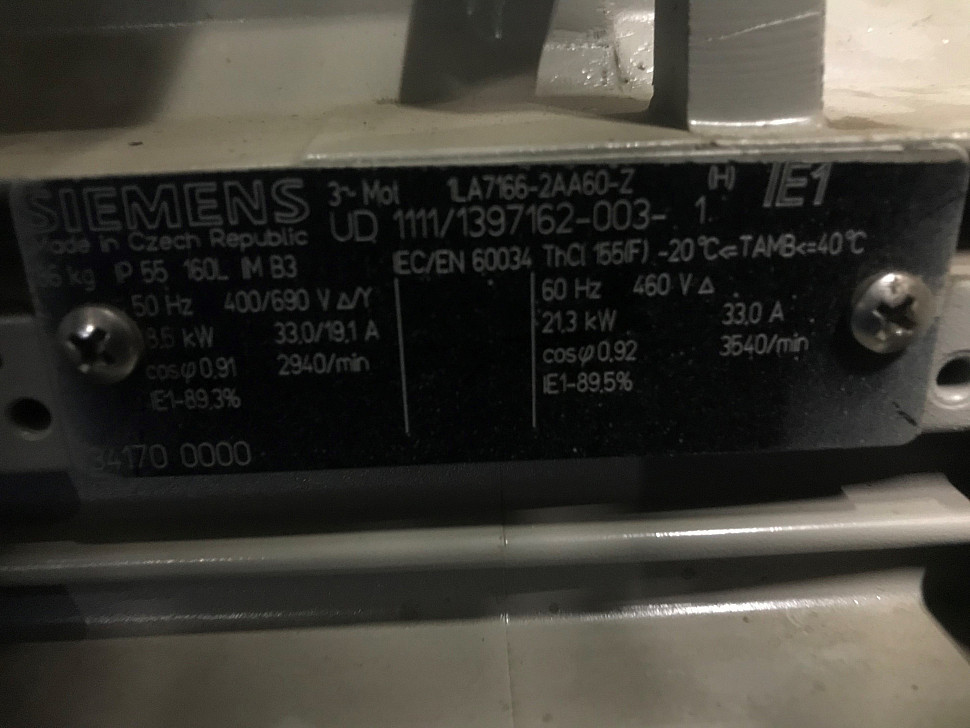 SIEMENS 3~ Mot 1LA7166-2AA60-Z (H) IE1
Made in Czech Republic UD 1111/1397162-003- 1
kg IP 55 160L IM B3 IEC/EN 60034 ThCl 155(F) -20°C<=TAMB<=40°C
50 Hz 400/690 V Δ/Y 60 Hz 460 V Δ
kW 33.0/19.1 A 21.3 kW 33.0 A
cosφ 0.91 2940/min cosφ 0.92 3540/min
IE1-89,3% IE1-89,5%
0000